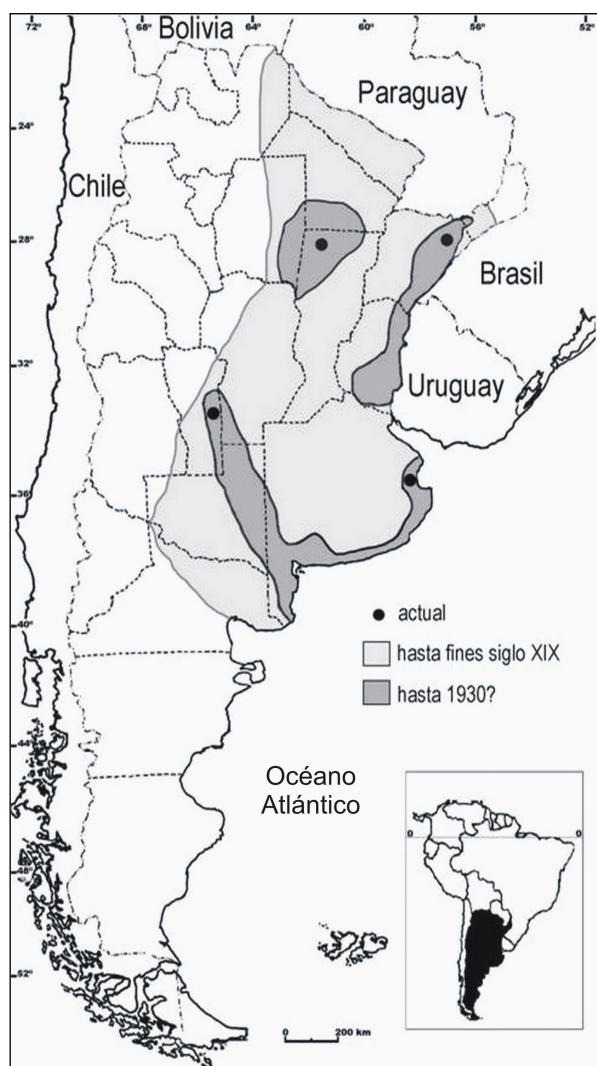 72° 68° 64° 60° 56° 52°
Bolivia
Paraguay
24°
Chile
28°
Brasil
32°
Uruguay
36°
actual
hasta fines siglo XIX
40°
hasta 1930?
44°
Océano
Atlántico
0 0
48°
52°
0 200 km